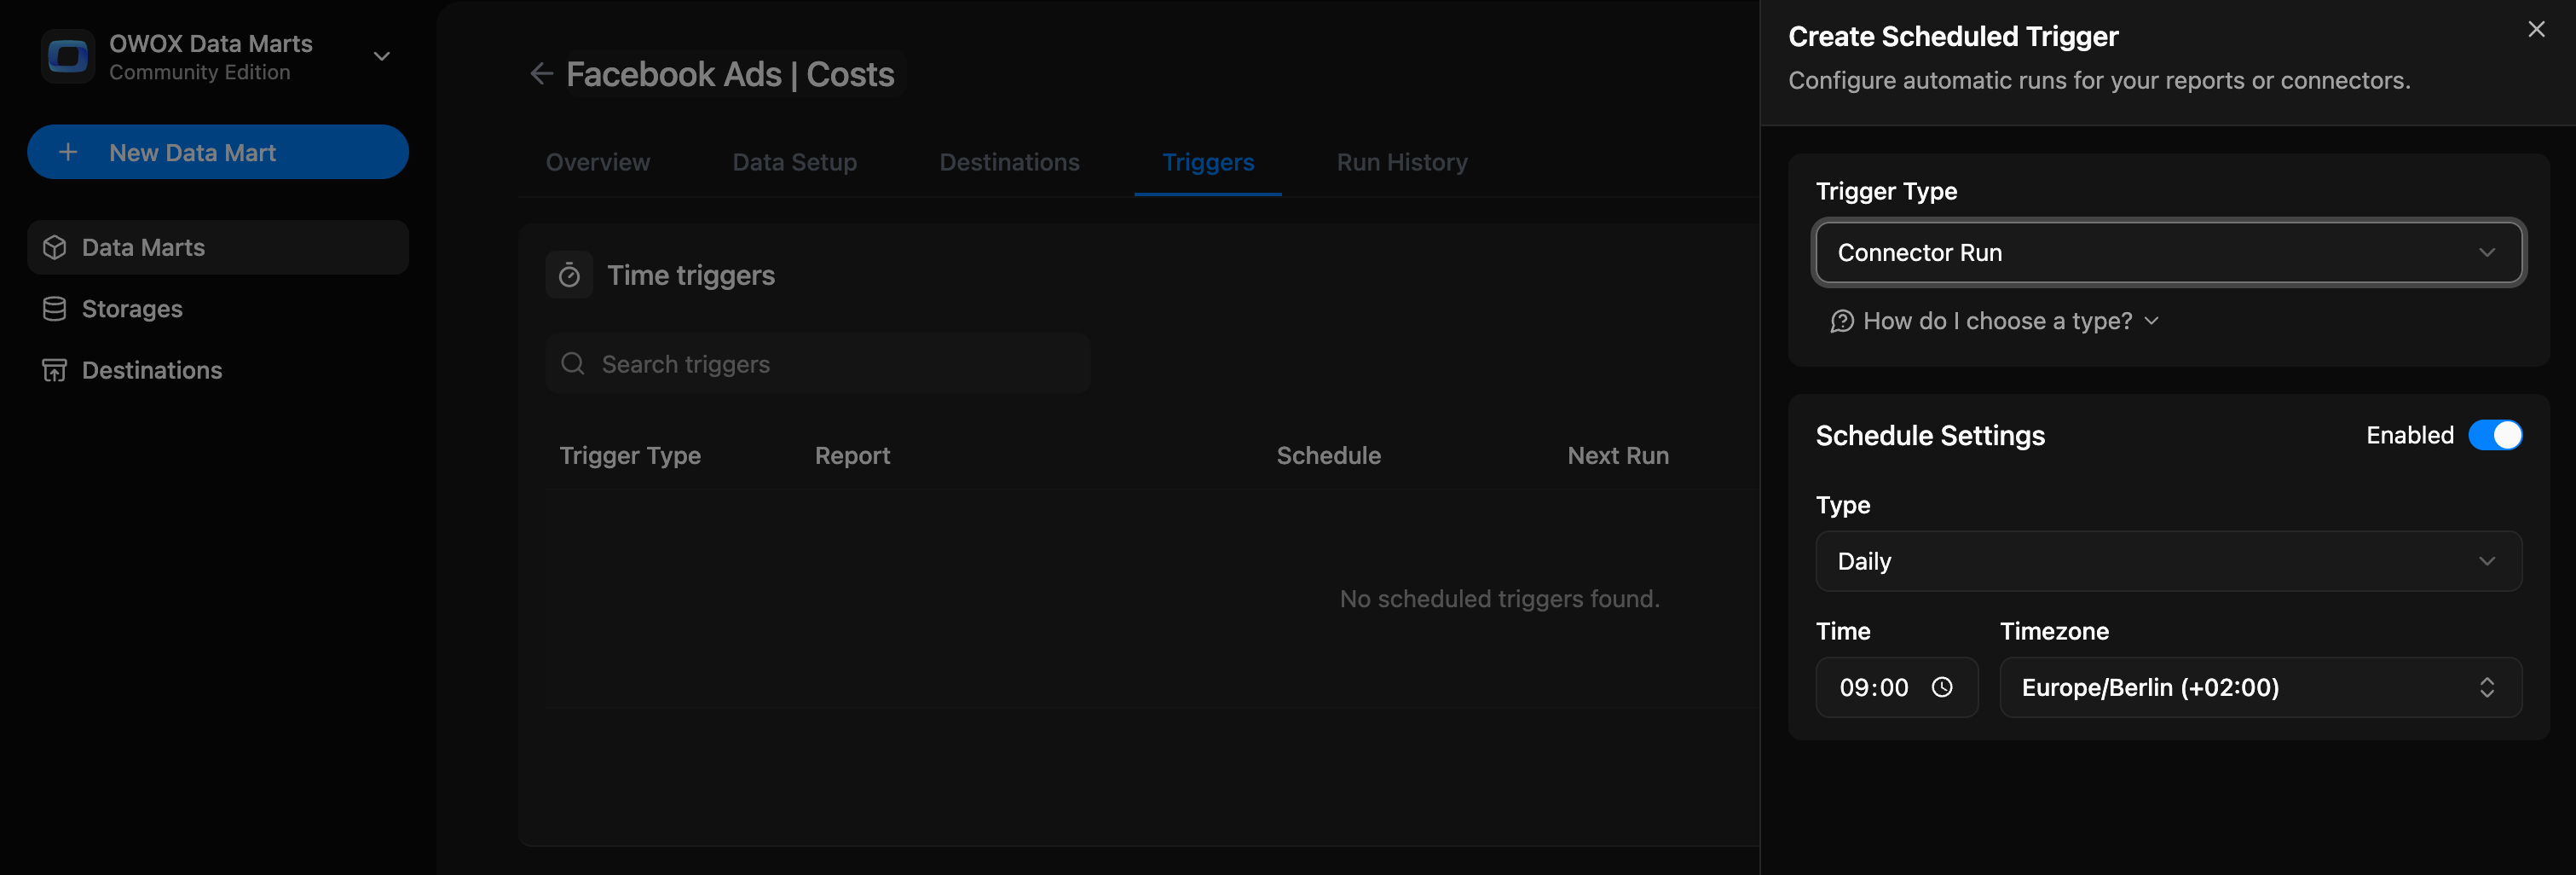 OWOX Data Marts
Community Edition
New Data Mart
Data Marts
Storages
Destinations
Facebook Ads | Costs
Overview
Data Setup
Destinations
Triggers
Run History
Time triggers
Search triggers
Trigger Type
Report
Schedule
Next Run
No scheduled triggers found.
Create Scheduled Trigger
Configure automatic runs for your reports or connectors.
Trigger Type
Connector Run
How do I choose a type?
Schedule Settings
Enabled
Type
Daily
Time
Timezone
09:00
Europe/Berlin (+02:00)